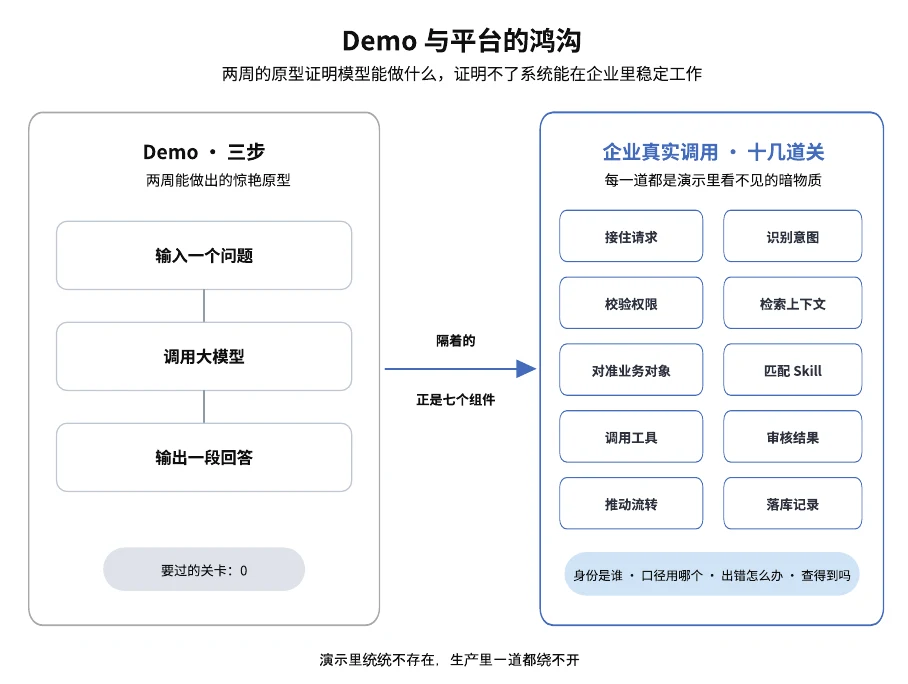 Demo 与平台的鸿沟
两周的原型证明模型能做什么，证明不了系统能在企业里稳定工作
Demo · 三步
两周能做出的惊艳原型
输入一个问题
调用大模型
输出一段回答
要过的关卡：0
隔着的
正是七个组件
企业真实调用 · 十几道关
每一道都是演示里看不见的暗物质
接住请求
识别意图
校验权限
检索上下文
对准业务对象
匹配 Skill
调用工具
审核结果
推动流转
落库记录
身份是谁 · 口径用哪个 · 出错怎么办 · 查得到吗
演示里统统不存在，生产里一道都绕不开